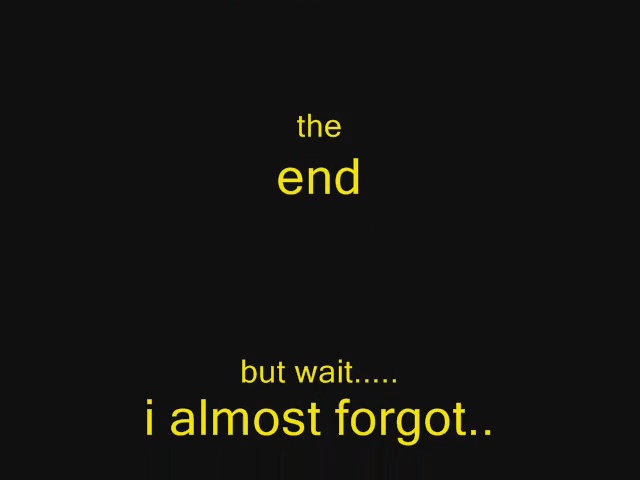 the
end
but wait.....
i almost forgot..